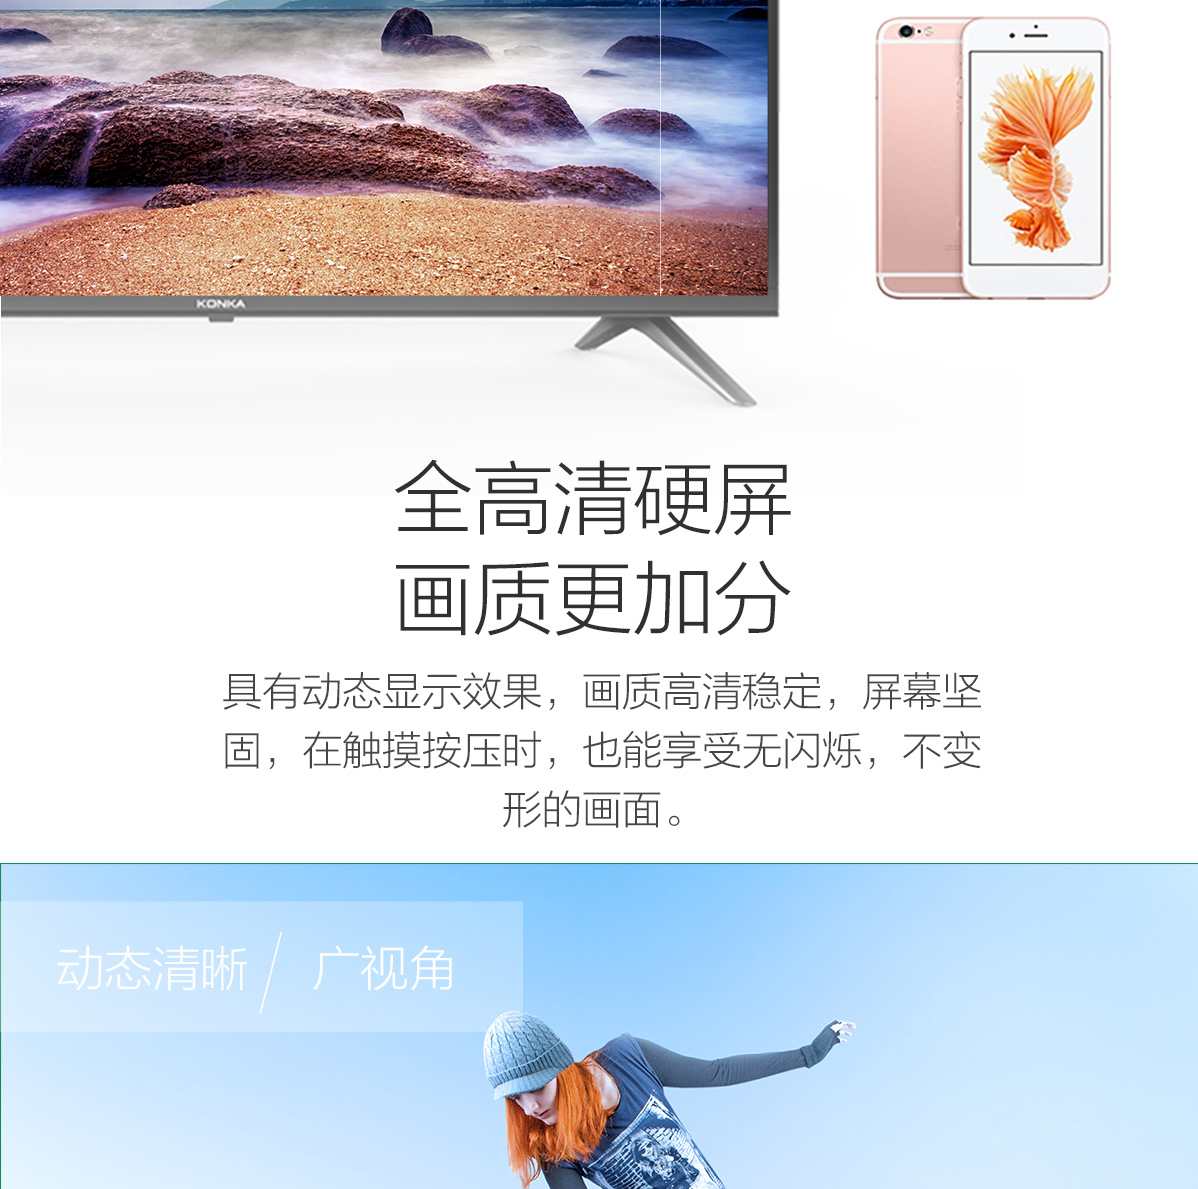 KONKA
全高清硬屏
画质更加分
具有动态显示效果，画质高清稳定，屏幕坚
固，在触摸按压时，也能享受无闪烁，不变
形的画面。
动态清晰/ 广视角